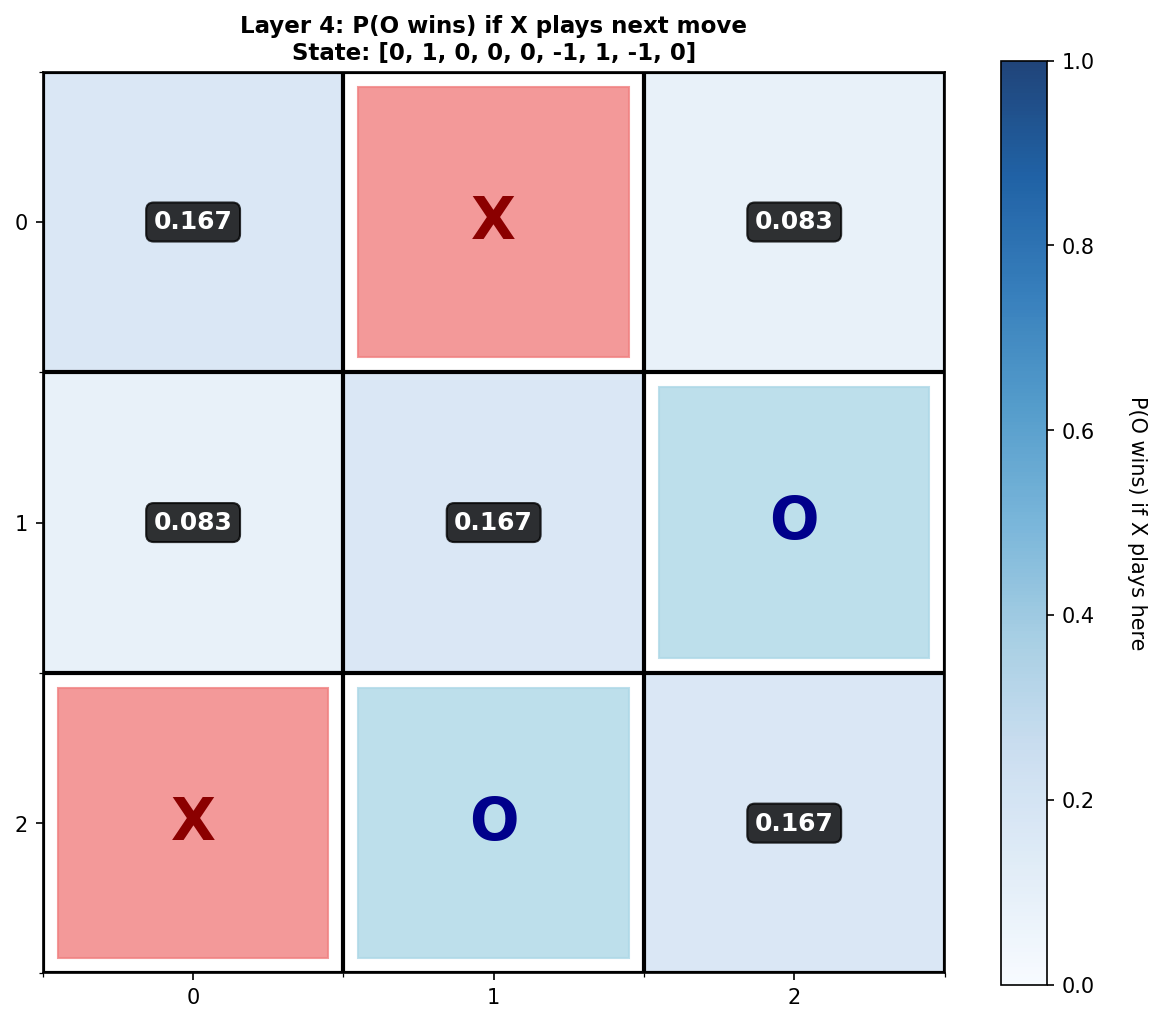 Layer 4: P(O wins) if X plays next move
State: [0, 1, 0, 0, 0, -1, 1, -1, 0]
0.167 X 0.083
0.083 0.167 O
X O 0.167
0
1
2
0 1 2
1.0
0.8
0.6
0.4
0.2
0.0
P(O wins) if X plays here